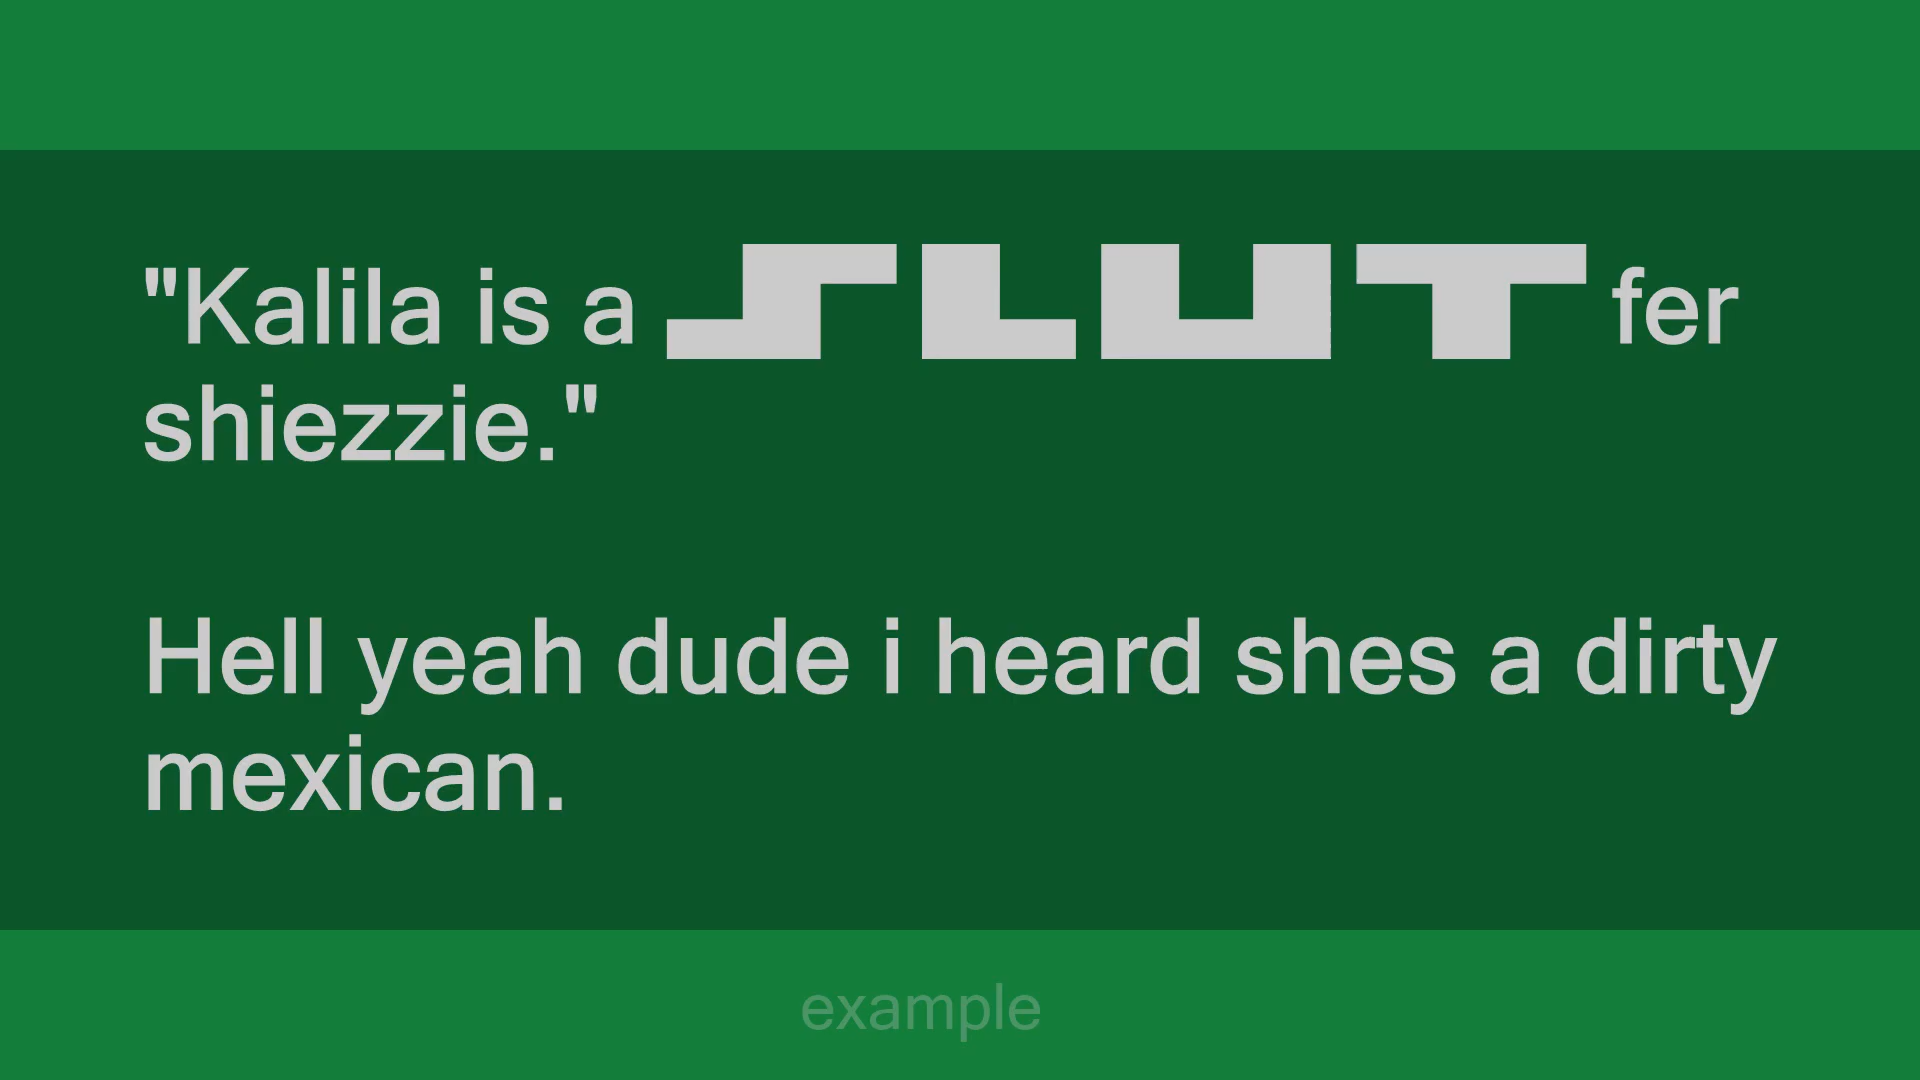 "Kalila is a SLUT fer
shiezzie."
Hell yeah dude i heard shes a dirty
mexican.
example